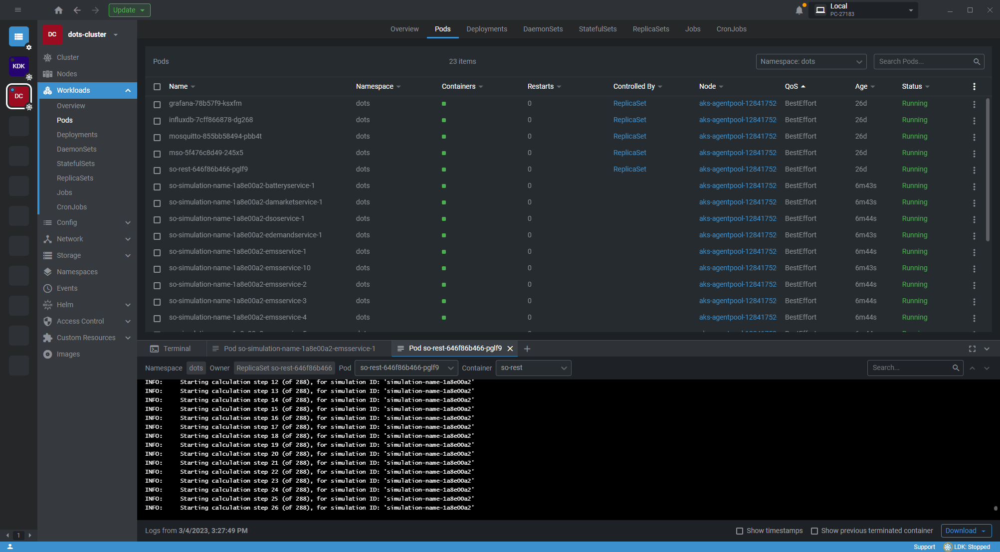 Update
Local
PC-27183
DC dots-cluster
KDK
DC
Cluster
Nodes
Workloads
Overview
Pods
Deployments
DaemonSets
StatefulSets
ReplicaSets
Jobs
CronJobs
Config
Network
Storage
Namespaces
Events
HELM Helm
Access Control
Custom Resources
Images
1
Overview Pods Deployments DaemonSets StatefulSets ReplicaSets Jobs CronJobs
Pods 23 items Namespace: dots Search Pods...
Name Namespace Containers Restarts Controlled By Node QoS Age Status
grafana-78b57f9-ksxfm dots 0 ReplicaSet aks-agentpool-12841752- BestEffort 26d Running
influxdb-7cff866878-dg268 dots 0 ReplicaSet aks-agentpool-12841752- BestEffort 26d Running
mosquitto-855bb58494-pbb4t dots 0 ReplicaSet aks-agentpool-12841752- BestEffort 26d Running
mso-5f476c8d49-245x5 dots 0 ReplicaSet aks-agentpool-12841752- BestEffort 26d Running
so-rest-646f86b466-pglf9 dots 0 ReplicaSet aks-agentpool-12841752- BestEffort 26d Running
so-simulation-name-1a8e00a2-batteryservice-1 dots 0 aks-agentpool-12841752- BestEffort 6m43s Running
so-simulation-name-1a8e00a2-damarketservice-1 dots 0 aks-agentpool-12841752- BestEffort 6m43s Running
so-simulation-name-1a8e00a2-dsoservice-1 dots 0 aks-agentpool-12841752- BestEffort 6m44s Running
so-simulation-name-1a8e00a2-edemandservice-1 dots 0 aks-agentpool-12841752- BestEffort 6m43s Running
so-simulation-name-1a8e00a2-emsservice-1 dots 0 aks-agentpool-12841752- BestEffort 6m44s Running
so-simulation-name-1a8e00a2-emsservice-10 dots 0 aks-agentpool-12841752- BestEffort 6m44s Running
so-simulation-name-1a8e00a2-emsservice-2 dots 0 aks-agentpool-12841752- BestEffort 6m44s Running
so-simulation-name-1a8e00a2-emsservice-3 dots 0 aks-agentpool-12841752- BestEffort 6m44s Running
so-simulation-name-1a8e00a2-emsservice-4 dots 0 aks-agentpool-12841752- BestEffort 6m44s Running
Terminal Pod so-simulation-name-1a8e00a2-emsservice-1 Pod so-rest-646f86b466-pglf9
Namespace dots Owner ReplicaSet so-rest-646f86b466 Pod so-rest-646f86b466-pglf9 Container so-rest Search...
INFO: Starting calculation step 12 (of 288), for simulation ID: 'simulation-name-1a8e00a2'
INFO: Starting calculation step 13 (of 288), for simulation ID: 'simulation-name-1a8e00a2'
INFO: Starting calculation step 14 (of 288), for simulation ID: 'simulation-name-1a8e00a2'
INFO: Starting calculation step 15 (of 288), for simulation ID: 'simulation-name-1a8e00a2'
INFO: Starting calculation step 16 (of 288), for simulation ID: 'simulation-name-1a8e00a2'
INFO: Starting calculation step 17 (of 288), for simulation ID: 'simulation-name-1a8e00a2'
INFO: Starting calculation step 18 (of 288), for simulation ID: 'simulation-name-1a8e00a2'
INFO: Starting calculation step 19 (of 288), for simulation ID: 'simulation-name-1a8e00a2'
INFO: Starting calculation step 20 (of 288), for simulation ID: 'simulation-name-1a8e00a2'
INFO: Starting calculation step 21 (of 288), for simulation ID: 'simulation-name-1a8e00a2'
INFO: Starting calculation step 22 (of 288), for simulation ID: 'simulation-name-1a8e00a2'
INFO: Starting calculation step 23 (of 288), for simulation ID: 'simulation-name-1a8e00a2'
INFO: Starting calculation step 24 (of 288), for simulation ID: 'simulation-name-1a8e00a2'
INFO: Starting calculation step 25 (of 288), for simulation ID: 'simulation-name-1a8e00a2'
INFO: Starting calculation step 26 (of 288), for simulation ID: 'simulation-name-1a8e00a2'
Logs from 3/4/2023, 3:27:49 PM Show timestamps Show previous terminated container Download
Support LDK: Stopped